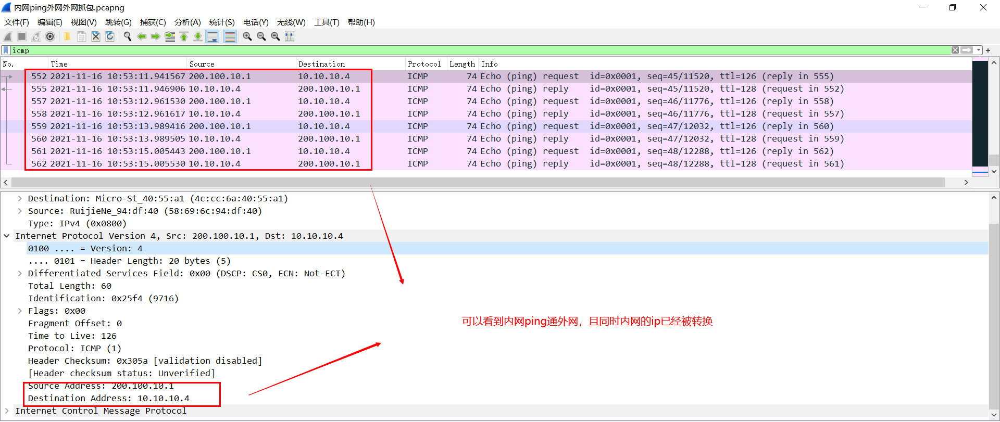 内网ping外网外网抓包.pcapng
文件(F) 编辑(E) 视图(V) 跳转(G) 捕获(C) 分析(A) 统计(S) 电话(Y) 无线(W) 工具(T) 帮助(H)
icmp
No. Time Source Destination Protocol Length Info
552 2021-11-16 10:53:11.941567 200.100.10.1 10.10.10.4 ICMP 74 Echo (ping) request id=0x0001, seq=45/11520, ttl=126 (reply in 555)
555 2021-11-16 10:53:11.946906 10.10.10.4 200.100.10.1 ICMP 74 Echo (ping) reply id=0x0001, seq=45/11520, ttl=128 (request in 552)
557 2021-11-16 10:53:12.961530 200.100.10.1 10.10.10.4 ICMP 74 Echo (ping) request id=0x0001, seq=46/11776, ttl=126 (reply in 558)
558 2021-11-16 10:53:12.961617 10.10.10.4 200.100.10.1 ICMP 74 Echo (ping) reply id=0x0001, seq=46/11776, ttl=128 (request in 557)
559 2021-11-16 10:53:13.989416 200.100.10.1 10.10.10.4 ICMP 74 Echo (ping) request id=0x0001, seq=47/12032, ttl=126 (reply in 560)
560 2021-11-16 10:53:13.989505 10.10.10.4 200.100.10.1 ICMP 74 Echo (ping) reply id=0x0001, seq=47/12032, ttl=128 (request in 559)
561 2021-11-16 10:53:15.005443 200.100.10.1 10.10.10.4 ICMP 74 Echo (ping) request id=0x0001, seq=48/12288, ttl=126 (reply in 562)
562 2021-11-16 10:53:15.005530 10.10.10.4 200.100.10.1 ICMP 74 Echo (ping) reply id=0x0001, seq=48/12288, ttl=128 (request in 561)
Destination: Micro-St_40:55:a1 (4c:cc:6a:40:55:a1)
Source: RuijieNe_94:df:40 (58:69:6c:94:df:40)
Type: IPv4 (0x0800)
Internet Protocol Version 4, Src: 200.100.10.1, Dst: 10.10.10.4
0100 .... = Version: 4
.... 0101 = Header Length: 20 bytes (5)
Differentiated Services Field: 0x00 (DSCP: CS0, ECN: Not-ECT)
Total Length: 60
Identification: 0x25f4 (9716)
Flags: 0x00
Fragment Offset: 0
可以看到内网ping通外网，且同时内网的ip已经被转换
Time to Live: 126
Protocol: ICMP (1)
Header Checksum: 0x305a [validation disabled]
[Header checksum status: Unverified]
Source Address: 200.100.10.1
Destination Address: 10.10.10.4
Internet Control Message Protocol